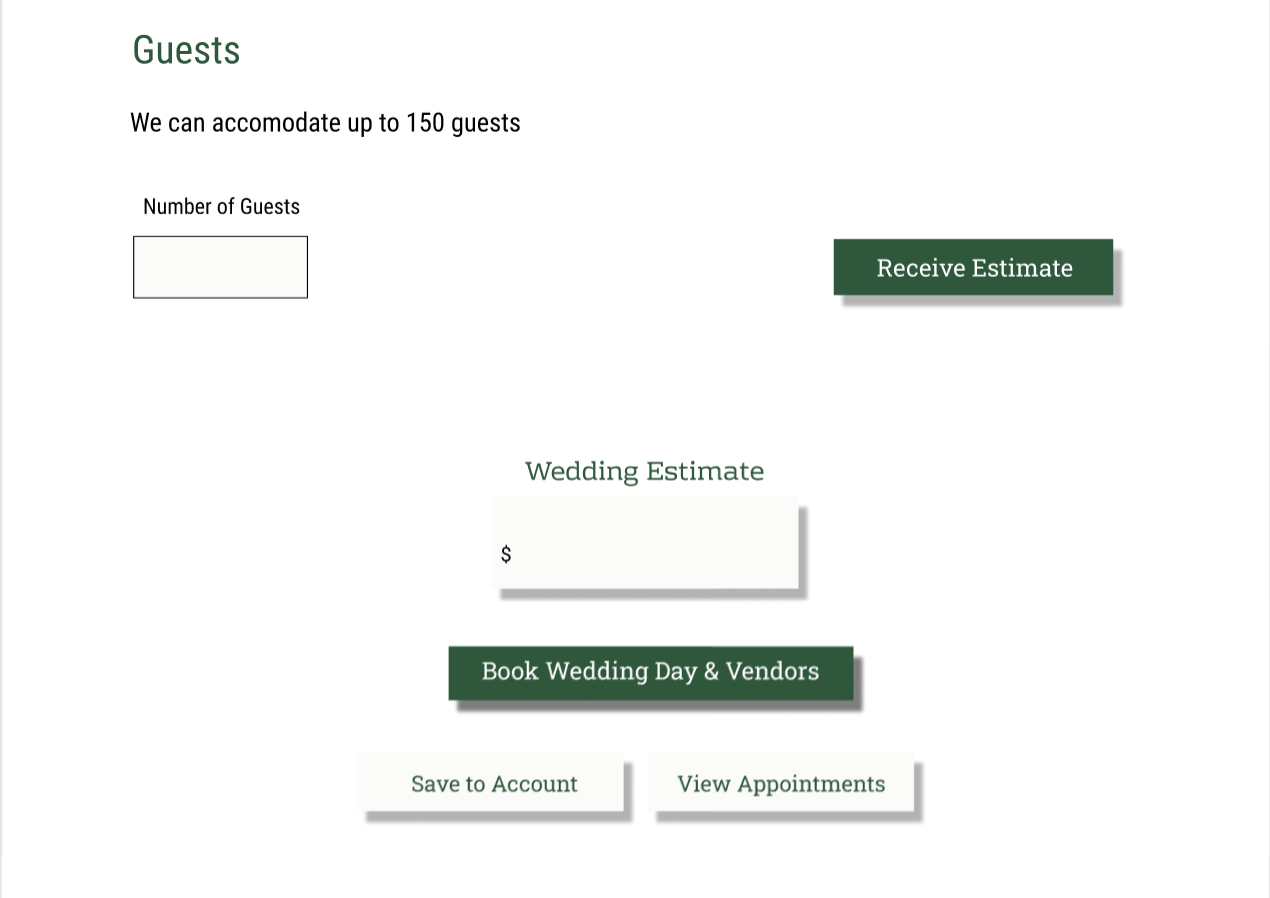 Guests
We can accomodate up to 150 guests
Number of Guests
Receive Estimate
Wedding Estimate
$
Book Wedding Day & Vendors
Save to Account
View Appointments